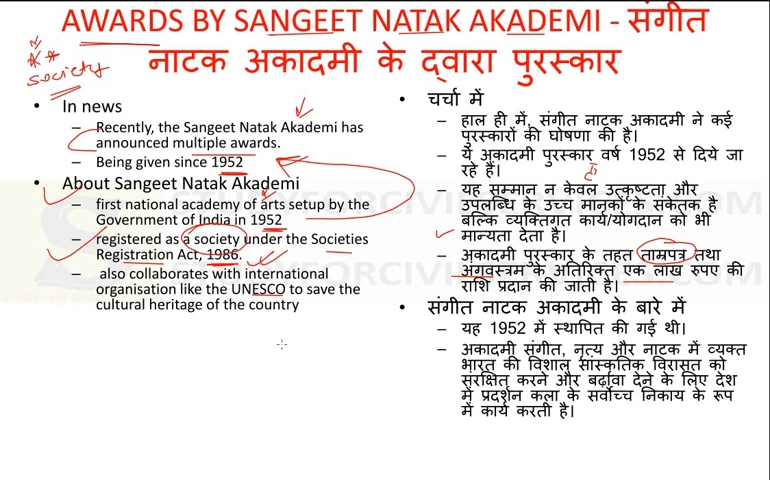 AWARDS BY SANGEET NATAK AKADEMI - संगीत
नाटक अकादमी के द्वारा पुरस्कार
society
• In news
– Recently, the Sangeet Natak Akademi has
announced multiple awards.
– Being given since 1952
• About Sangeet Natak Akademi
– first national academy of arts setup by the
Government of India in 1952
– registered as a society under the Societies
Registration Act, 1986.
– also collaborates with international
organisation like the UNESCO to save the
cultural heritage of the country
• चर्चा में
– हाल ही में, संगीत नाटक अकादमी ने कई
पुरस्कारों की घोषणा की है।
– ये अकादमी पुरस्कार वर्ष 1952 से दिये जा
रहे हैं।
– यह सम्मान न केवल उत्कृष्टता और
उपलब्धि के उच्च मानकों के संकेतक है
बल्कि व्यक्तिगत कार्य/योगदान को भी
मान्यता देता है।
– अकादमी पुरस्कार के तहत ताम्रपत्र तथा
अंगवस्त्रम के अतिरिक्त एक लाख रुपए की
राशि प्रदान की जाती है।
• संगीत नाटक अकादमी के बारे में
– यह 1952 में स्थापित की गई थी।
– अकादमी संगीत, नृत्य और नाटक में व्यक्त
भारत की विशाल सांस्कतिक विरासत को
सुरक्षित करने और बढ़ावा देने के लिए देश
में प्रदर्शन कला के सर्वोच्च निकाय के रूप
में कार्य करती है।